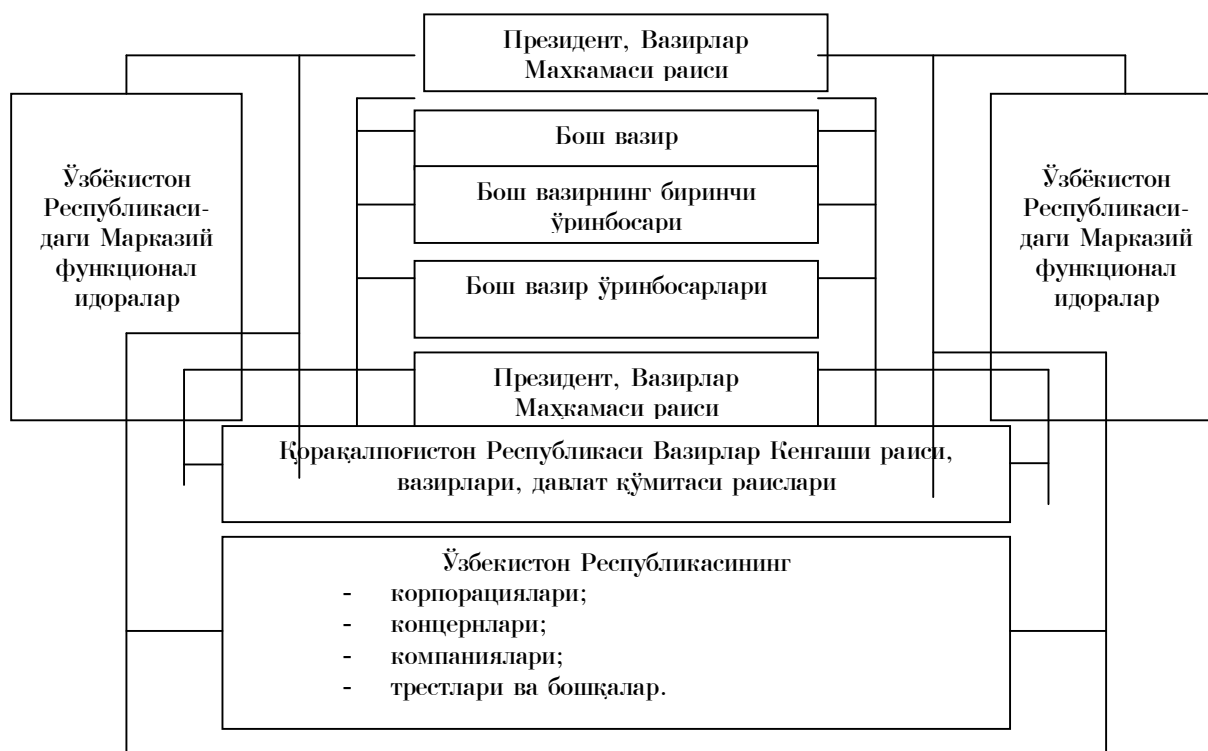 Президент, Вазирлар
Махкамаси раиси
Бош вазир
Бош вазирнинг биринчи
ўринбосари
Бош вазир ўринбосарлари
Президент, Вазирлар
Маҳкамаси раиси
Ўзбёкистон
Республикаси-
даги Марказий
функционал
идоралар
Ўзбёкистон
Республикаси-
даги Марказий
функционал
идоралар
Қорақалпоғистон Республикаси Вазирлар Кенгаши раиси,
вазирлари, давлат қўмитаси раислари
Ўзбекистон Республикасининг
- корпорациялари;
- концернлари;
- компаниялари;
- трестлари ва бошқалар.